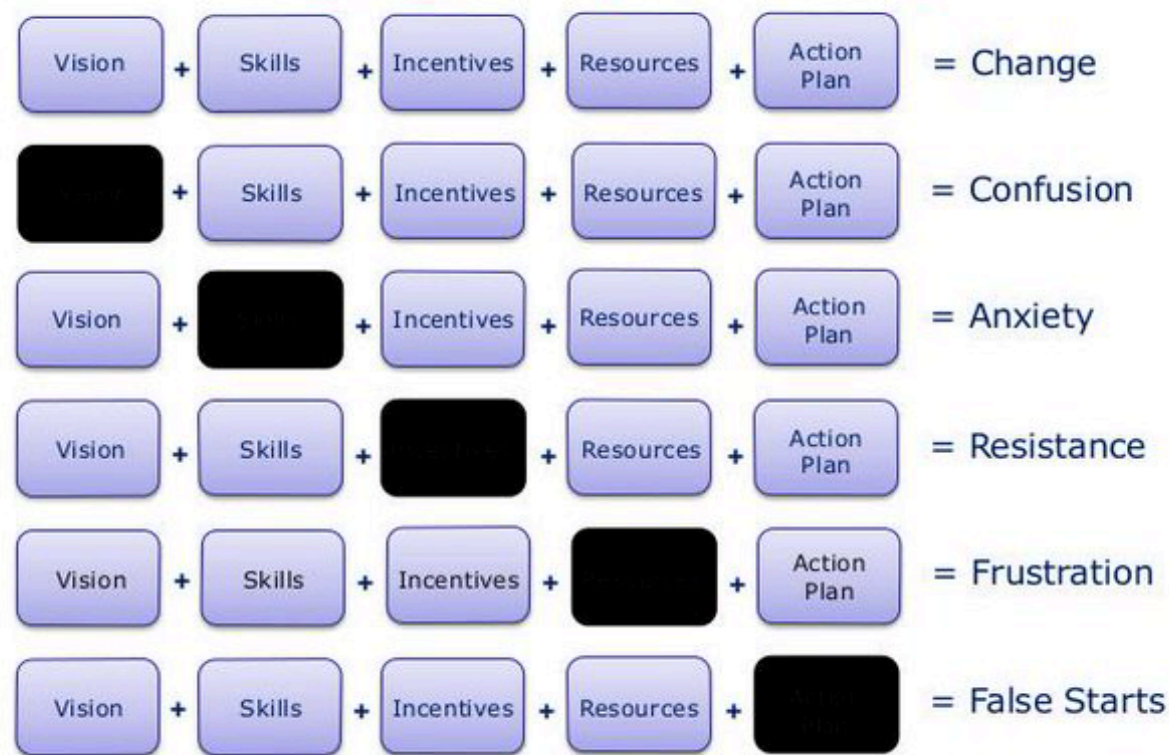 Vision + Skills + Incentives + Resources + Action Plan = Change
+ Skills + Incentives + Resources + Action Plan = Confusion
Vision + + Incentives + Resources + Action Plan = Anxiety
Vision + Skills + + Resources + Action Plan = Resistance
Vision + Skills + Incentives + + Action Plan = Frustration
Vision + Skills + Incentives + Resources + = False Starts